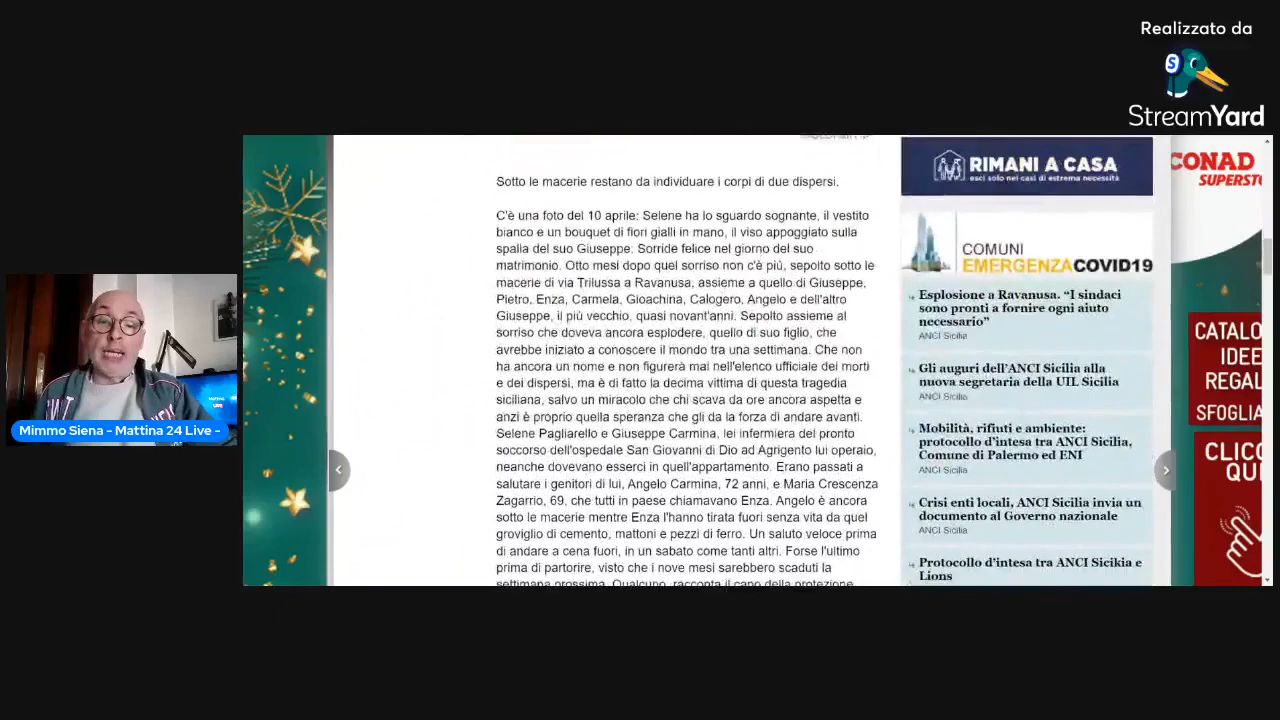 Realizzato da
S
StreamYard
Sotto le macerie restano da individuare i corpi di due dispersi.
C'è una foto del 10 aprile: Selene ha lo sguardo sognante, il vestito
bianco e un bouquet di fiori gialli in mano, il viso appoggiato sulla
spalla del suo Giuseppe. Sorride felice nel giorno del suo
matrimonio. Otto mesi dopo quel sorriso non c'è più, sepolto sotto le
macerie di via Trilussa a Ravanusa, assieme a quello di Giuseppe,
Pietro, Enza, Carmela, Gioachina, Calogero, Angelo e dell'altro
Giuseppe, il più vecchio, quasi novant'anni. Sepolto assieme al
sorriso che doveva ancora esplodere, quello di suo figlio, che
avrebbe iniziato a conoscere il mondo tra una settimana. Che non
ha ancora un nome e non figurerà mai nell'elenco ufficiale dei morti
e dei dispersi, ma è di fatto la decima vittima di questa tragedia
siciliana, salvo un miracolo che chi scava da ore ancora aspetta e
anzi è proprio quella speranza che gli da la forza di andare avanti.
Selene Pagliarello e Giuseppe Carmina, lei infermiera del pronto
soccorso dell'ospedale San Giovanni di Dio ad Agrigento lui operaio,
neanche dovevano esserci in quell'appartamento. Erano passati a
salutare i genitori di lui, Angelo Carmina, 72 anni, e Maria Crescenza
Zagarrio, 69, che tutti in paese chiamavano Enza. Angelo è ancora
sotto le macerie mentre Enza l'hanno tirata fuori senza vita da quel
groviglio di cemento, mattoni e pezzi di ferro. Un saluto veloce prima
di andare a cena fuori, in un sabato come tanti altri. Forse l'ultimo
prima di partorire, visto che i nove mesi sarebbero scaduti la
settimana prossima. Qualcuno, racconta il capo della protezione
RIMANI A CASA
esci solo nei casi di estrema necessità
COMUNI
EMERGENZACOVID19
Esplosione a Ravanusa. “I sindaci
sono pronti a fornire ogni aiuto
necessario”
ANCI Sicilia
Gli auguri dell’ANCI Sicilia alla
nuova segretaria della UIL Sicilia
ANCI Sicilia
Mobilità, rifiuti e ambiente:
protocollo d’intesa tra ANCI Sicilia,
Comune di Palermo ed ENI
ANCI Sicilia
Crisi enti locali, ANCI Sicilia invia un
documento al Governo nazionale
ANCI Sicilia
Protocollo d’intesa tra ANCI Sicikia e
Lions
CONAD
SUPERSTO
CATALO
IDEE
REGAL
SFOGLIA
CLICC
QUI
Mimmo Siena - Mattina 24 Live -